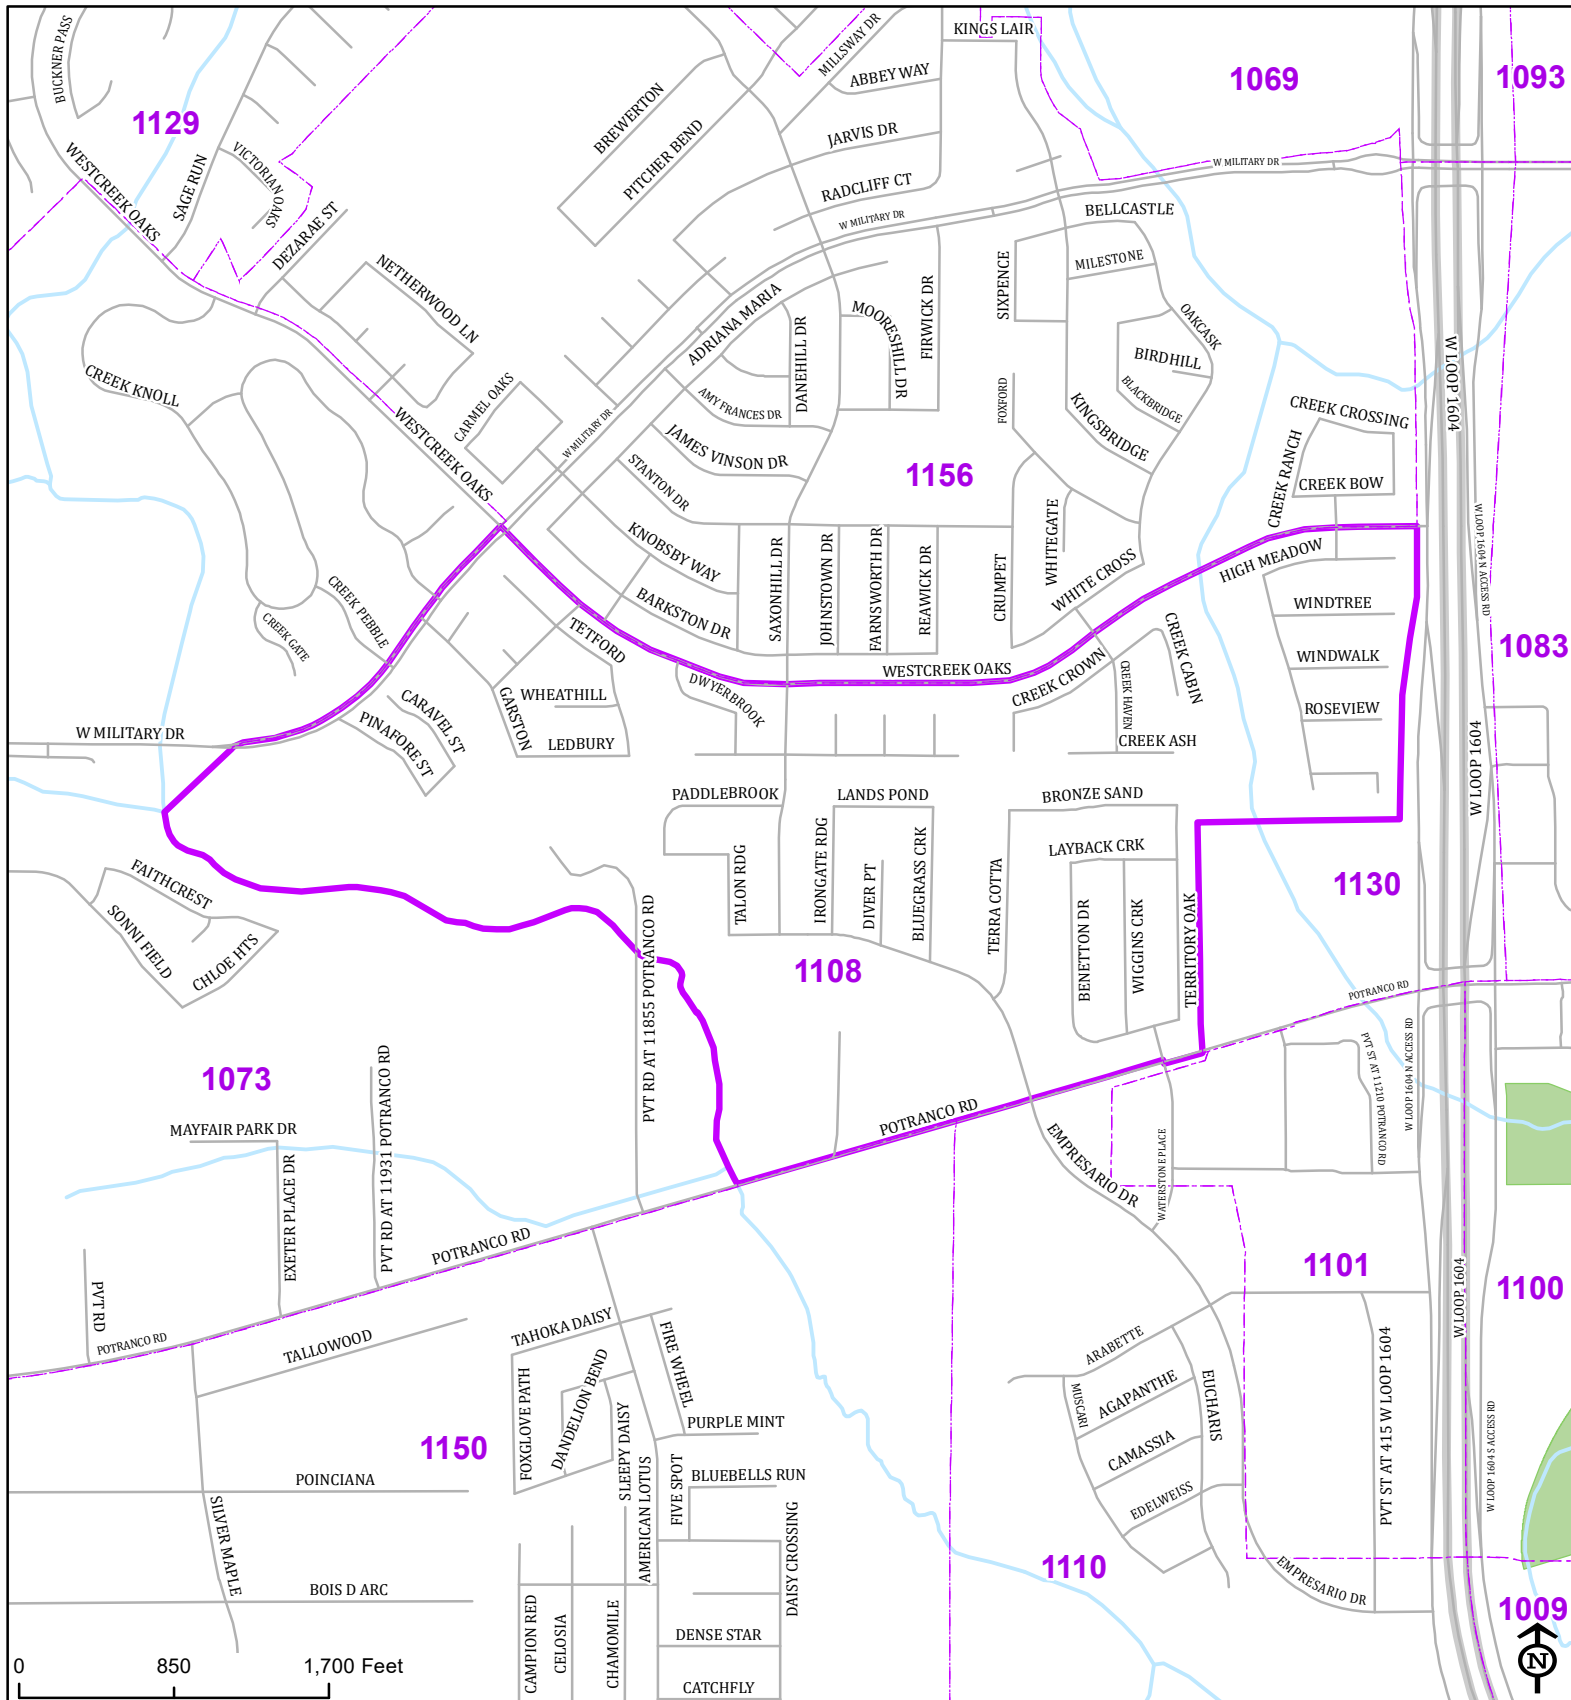 KINGS LAIR
MILLSWAY DR
BUCKNER PASS
ABBEY WAY
1069
1093
1129
BREWERTON
JARVIS DR
PITCHER BEND
W MILITARY DR
VICTORIAN OAKS
SAGE RUN
WESTCREEK OAKS
RADCLIFF CT
W MILITARY DR
BELLCASTLE
DEZARAE ST
NETHERWOOD LN
MILESTONE
SIXPENCE
FIRWICK DR
MOORESHILL DR
DANEHILL DR
ADRIANA MARIA
OAKCASK
BIRDHILL
BLACKBRIDGE
W LOOP 1604
CREEK KNOLL
CARMEL OAKS
AMY FRANCES DR
FOXFORD
KINGSBRIDGE
CREEK CROSSING
WESTCREEK OAKS
W MILITARY DR
JAMES VINSON DR
STANTON DR
1156
CREEK RANCH
CREEK BOW
KNOBSBY WAY
WHITEGATE
W LOOP 1604 N ACCESS RD
HIGH MEADOW
SAXONHILL DR
JOHNSTOWN DR
FARNSWORTH DR
REAWICK DR
CRUMPET
WHITE CROSS
CREEK PEBBLE
CREEK GATE
BARKSTON DR
WINDTREE
TETFORD
WESTCREEK OAKS
CREEK CROWN
CREEK CABIN
CREEK HAVEN
WINDWALK
1083
DWYERBROOK
GARSTON
WHEATHILL
CARAVEL ST
PINAFORE ST
ROSEVIEW
W MILITARY DR
LEDBURY
CREEK ASH
W LOOP 1604
PADDLEBROOK
LANDS POND
BRONZE SAND
LAYBACK CRK
FAITHCREST
TALON RDG
IRONGATE RDG
DIVER PT
BLUEGRASS CRK
TERRA COTTA
BENETTON DR
WIGGINS CRK
TERRITORY OAK
1130
SONNI FIELD
CHLOE HTS
PVT RD AT 11855 POTRANCO RD
1108
POTRANCO RD
1073
PVT RD AT 11931 POTRANCO RD
MAYFAIR PARK DR
EXETER PLACE DR
POTRANCO RD
EMPRESARIO DR
WATERSTONE PLACE
PVT ST AT 11210 POTRANCO RD
W LOOP 1604 N ACCESS RD
POTRANCO RD
PVT RD
POTRANCO RD
1101
1100
W LOOP 1604
TALLOWOOD
TAHOKA DAISY
FIRE WHEEL
ARABETTE
MUSCARI
AGAPANTHE
EUCHARIS
PVT ST AT 415 W LOOP 1604
FOXGLOVE PATH
DANDELION BEND
SLEEPY DAISY
PURPLE MINT
1150
CAMASSIA
W LOOP 1604 S ACCESS RD
POINCIANA
SILVER MAPLE
AMERICAN LOTUS
FIVE SPOT
BLUEBELLS RUN
EDELWEISS
DAISY CROSSING
1110
BOIS D ARC
EMPRESARIO DR
1009
CAMPION RED
CELOSIA
CHAMOMILE
DENSE STAR
CATCHFLY
0 850 1,700 Feet
N